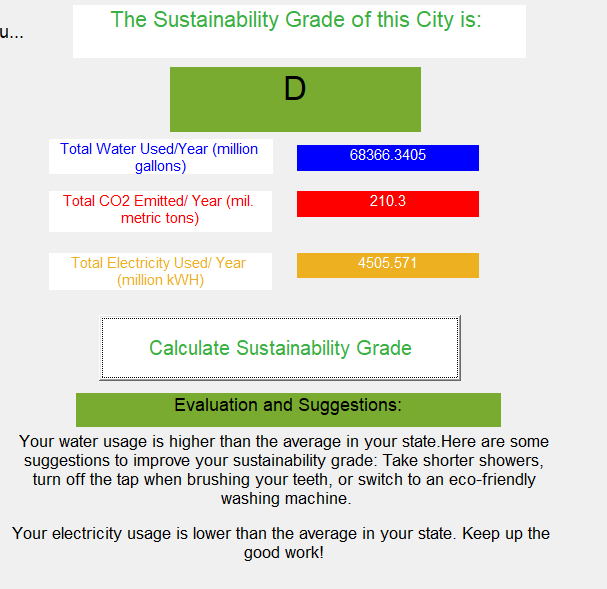 The Sustainability Grade of this City is:
u...
D
Total Water Used/Year (million
gallons)
68366.3405
Total CO2 Emitted/ Year (mil.
metric tons)
210.3
Total Electricity Used/ Year
(million kWH)
4505.571
Calculate Sustainability Grade
Evaluation and Suggestions:
Your water usage is higher than the average in your state.Here are some
suggestions to improve your sustainability grade: Take shorter showers,
turn off the tap when brushing your teeth, or switch to an eco-friendly
washing machine.
Your electricity usage is lower than the average in your state. Keep up the
good work!